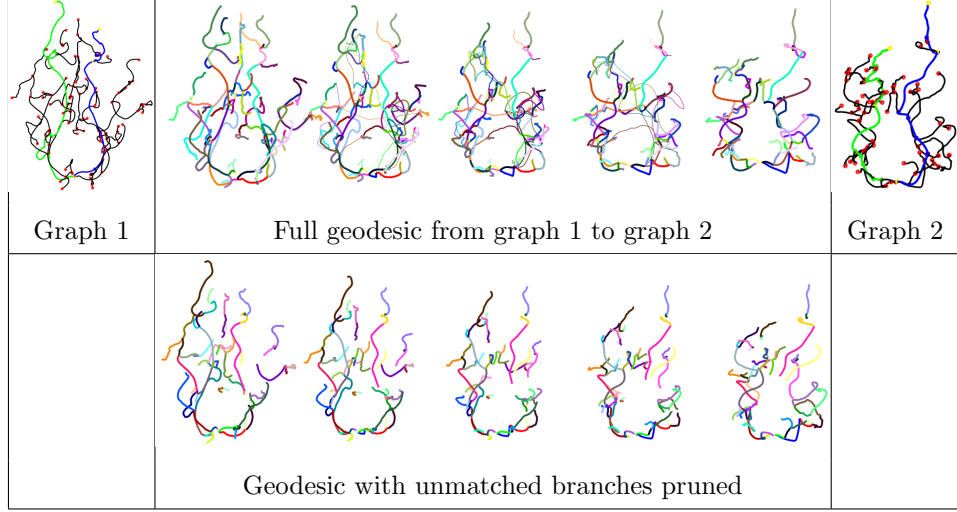 Graph 1
Full geodesic from graph 1 to graph 2
Graph 2
Geodesic with unmatched branches pruned